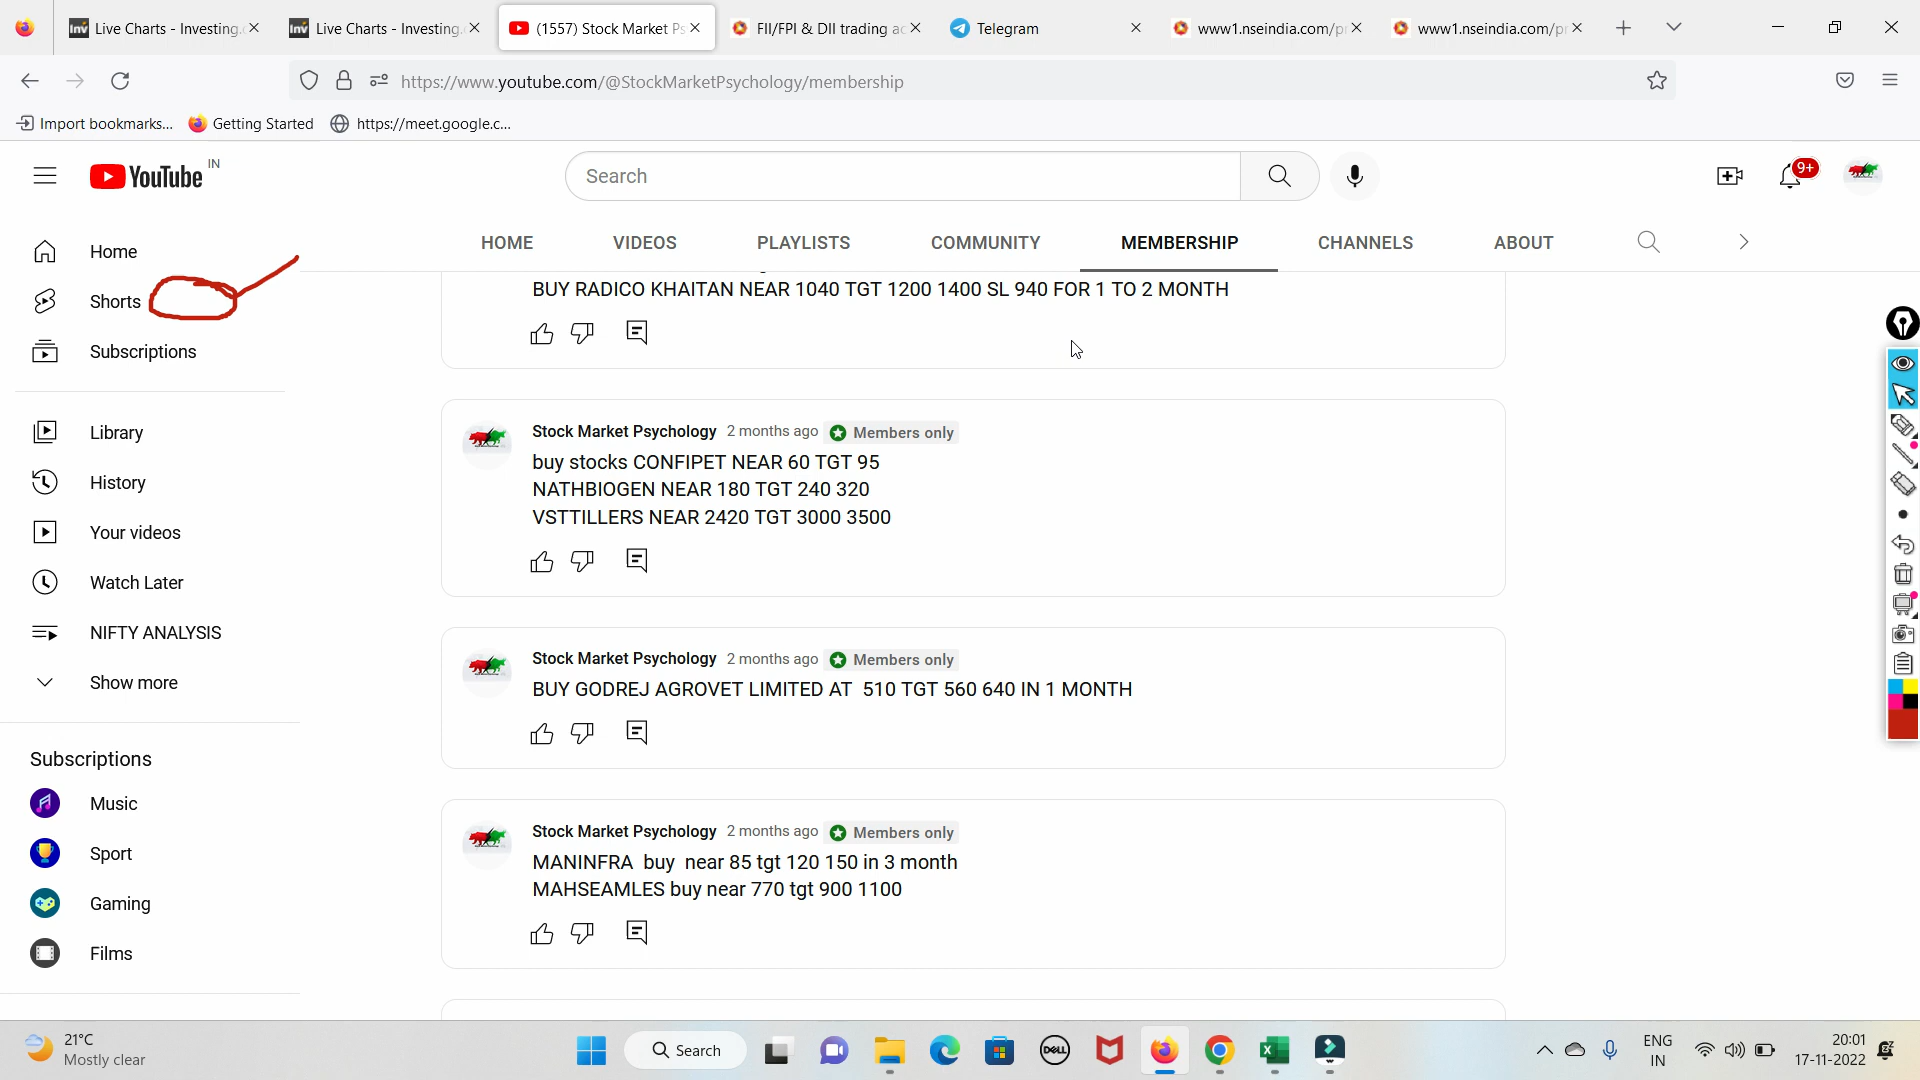 Live Charts - Investing.
Live Charts - Investing.
(1557) Stock Market Ps
FII/FPI & DII trading ac
Telegram
www1.nseindia.com/pr
www1.nseindia.com/pr
https://www.youtube.com/@StockMarketPsychology/membership
Import bookmarks...
Getting Started
https://meet.google.c...
YouTube IN
Search
9+
HOME
VIDEOS
PLAYLISTS
COMMUNITY
MEMBERSHIP
CHANNELS
ABOUT
Home
Shorts
Subscriptions
Library
History
Your videos
Watch Later
NIFTY ANALYSIS
Show more
Subscriptions
Music
Sport
Gaming
Films
BUY RADICO KHAITAN NEAR 1040 TGT 1200 1400 SL 940 FOR 1 TO 2 MONTH
Stock Market Psychology 2 months ago Members only
buy stocks CONFIPET NEAR 60 TGT 95
NATHBIOGEN NEAR 180 TGT 240 320
VSTTILLERS NEAR 2420 TGT 3000 3500
Stock Market Psychology 2 months ago Members only
BUY GODREJ AGROVET LIMITED AT 510 TGT 560 640 IN 1 MONTH
Stock Market Psychology 2 months ago Members only
MANINFRA buy near 85 tgt 120 150 in 3 month
MAHSEAMLES buy near 770 tgt 900 1100
21°C
Mostly clear
Search
DELL
ENG
IN
20:01
17-11-2022